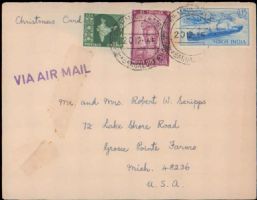 Christmas Card
VIA AIR MAIL
INDIA
Mr. and Mrs. Robert W. Scripps
72 Lake Shore Road
Grosse Pointe Farms
Mich. 48236
U.S.A.